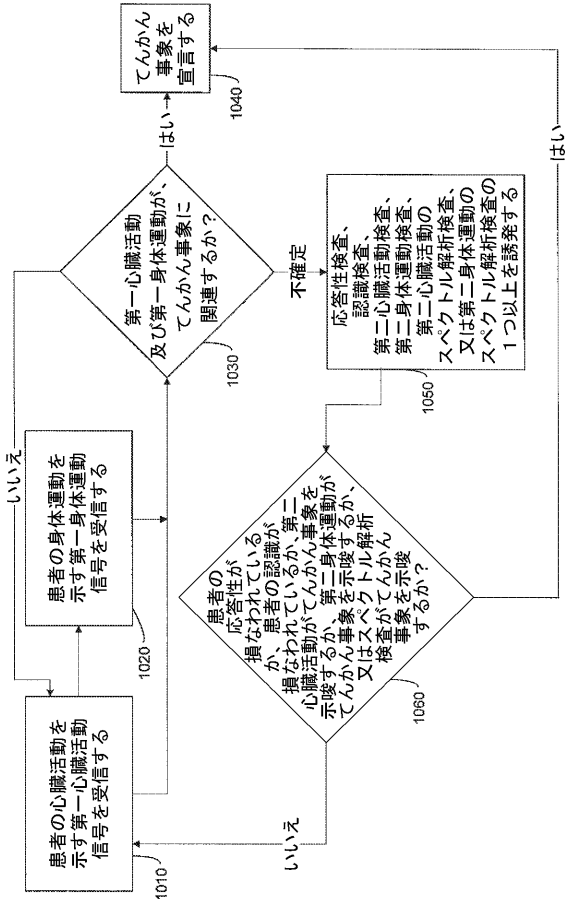 患者の心臓活動を
示す第一心臓活動
信号を受信する
1010
患者の身体運動を
示す第一身体運動
信号を受信する
1020
いいえ
第一心臓活動
及び第一身体運動が、
てんかん事象に
関連するか?
1030
はい
てんかん
事象を
宣言する
1040
不確定
応答性検査、
認識検査、
第二心臓活動検査、
第二身体運動検査、
第二心臓活動の
スペクトル解析検査、
又は第二身体運動の
スペクトル解析検査の
1つ以上を誘発する
1050
患者の
応答性が
損なわれている
か、患者の認識が
損なわれているか、第二
心臓活動がてんかん事象を
示唆するか、第二身体運動が
てんかん事象を示唆するか、
又はスペクトル解析
検査がてんかん
事象を示唆
するか?
1060
いいえ
はい